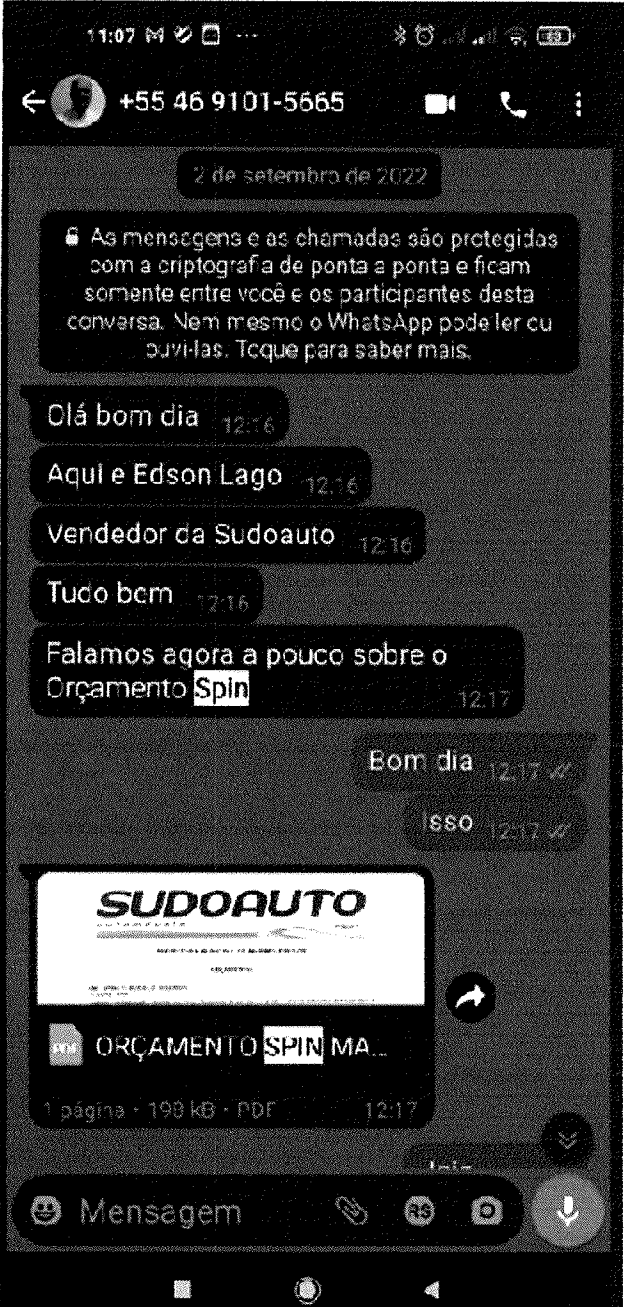 11:07
+55 46 9101-5665
2 de setembro de 2022
As mensagens e as chamadas são protegidas
com a criptografia de ponta a ponta e ficam
somente entre você e os participantes desta
conversa. Nem mesmo o WhatsApp pode ler ou
ouvi-las. Toque para saber mais.
Olá bom dia 12:16
Aqui e Edson Lago 12:16
Vendedor da Sudoauto 12:16
Tudo bom 12:16
Falamos agora a pouco sobre o
Orçamento Spin 12:17
Bom dia 12:17
Isso 12:17
SUDOAUTO
PDF ORÇAMENTO SPIN MA...
1 página • 198 kB • PDF 12:17
Mensagem R$